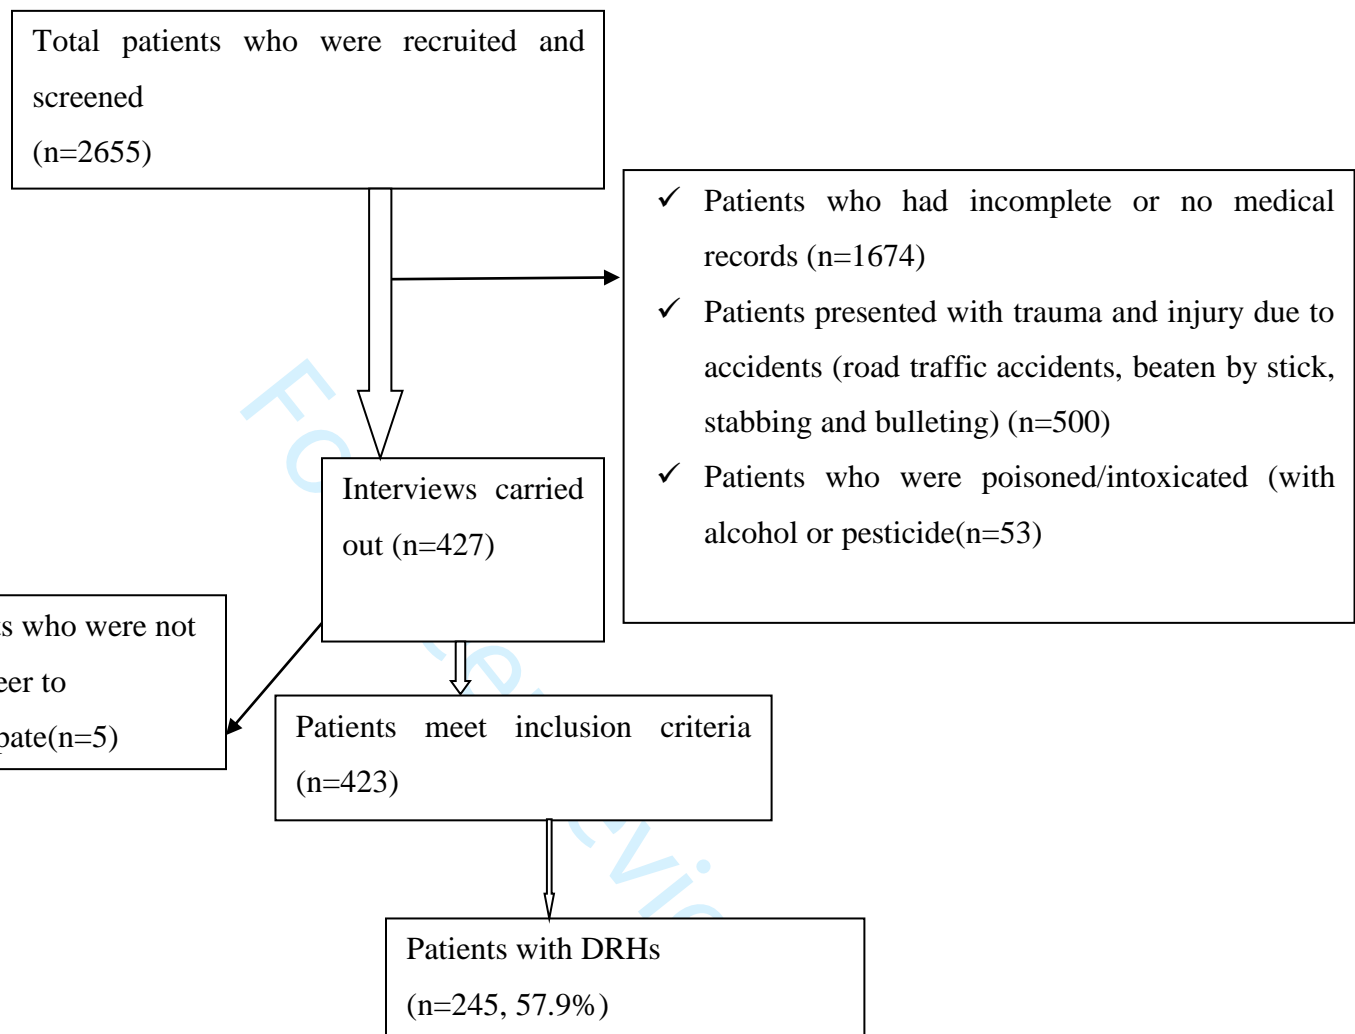 Total patients who were recruited and
screened
(n=2655)
✓ Patients who had incomplete or no medical
records (n=1674)
✓ Patients presented with trauma and injury due to
accidents (road traffic accidents, beaten by stick,
stabbing and bulleting) (n=500)
✓ Patients who were poisoned/intoxicated (with
alcohol or pesticide(n=53)
Interviews carried
out (n=427)
who were not
to
(n=5)
Patients meet inclusion criteria
(n=423)
Patients with DRHs
(n=245, 57.9%)